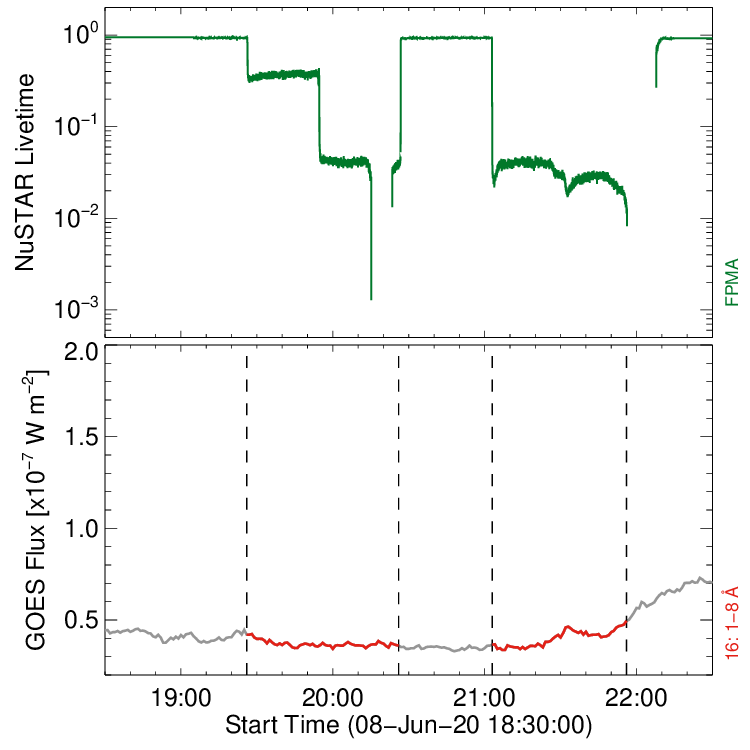 10⁰
10⁻¹
10⁻²
10⁻³
NuSTAR Livetime
FPMA
2.0
1.5
1.0
0.5
GOES Flux [x10⁻⁷ W m⁻²]
16: 1−8 Å
19:00 20:00 21:00 22:00
Start Time (08−Jun−20 18:30:00)